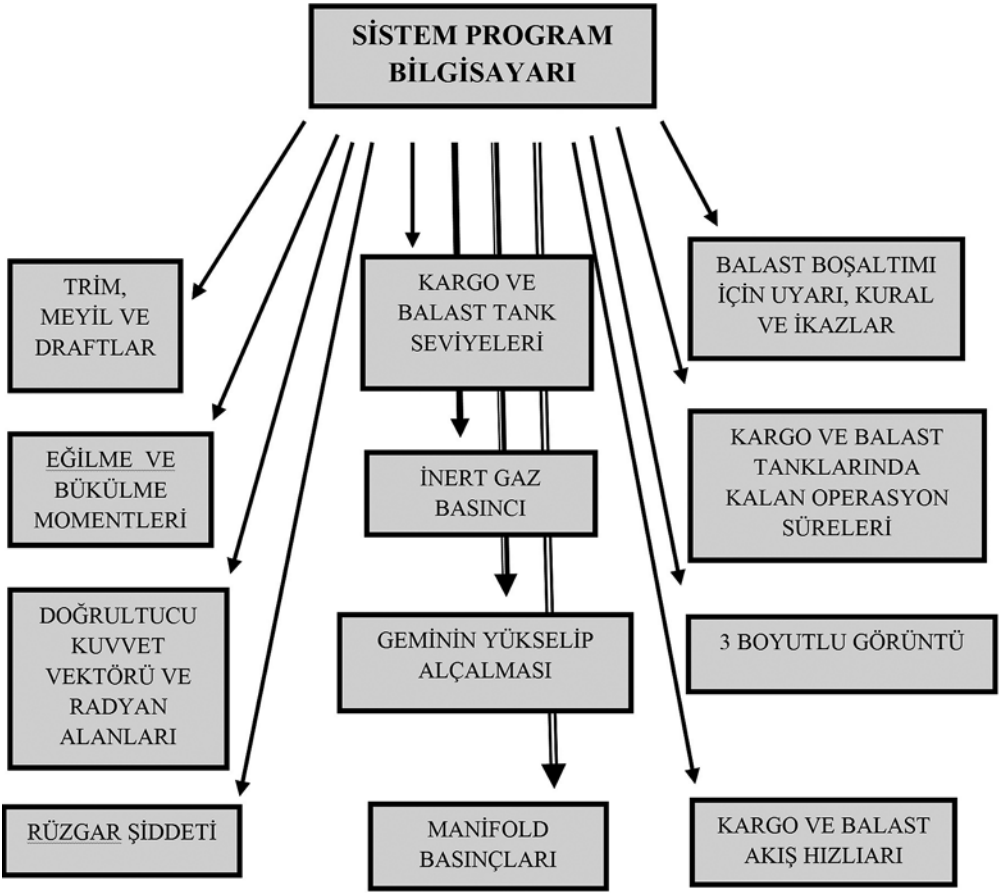 SİSTEM PROGRAM
BİLGİSAYARI
TRİM,
MEYİL VE
DRAFTLAR
EĞİLME VE
BÜKÜLME
MOMENTLERİ
DOĞRULTUCU
KUVVET
VEKTÖRÜ VE
RADYAN
ALANLARI
RÜZGAR ŞİDDETİ
KARGO VE
BALAST TANK
SEVİYELERİ
İNERT GAZ
BASINCI
GEMİNİN YÜKSELİP
ALÇALMASI
MANİFOLD
BASINÇLARI
BALAST BOŞALTIMI
İÇİN UYARI, KURAL
VE İKAZLAR
KARGO VE BALAST
TANKLARINDA
KALAN OPERASYON
SÜRELERİ
3 BOYUTLU GÖRÜNTÜ
KARGO VE BALAST
AKIŞ HIZLIARI